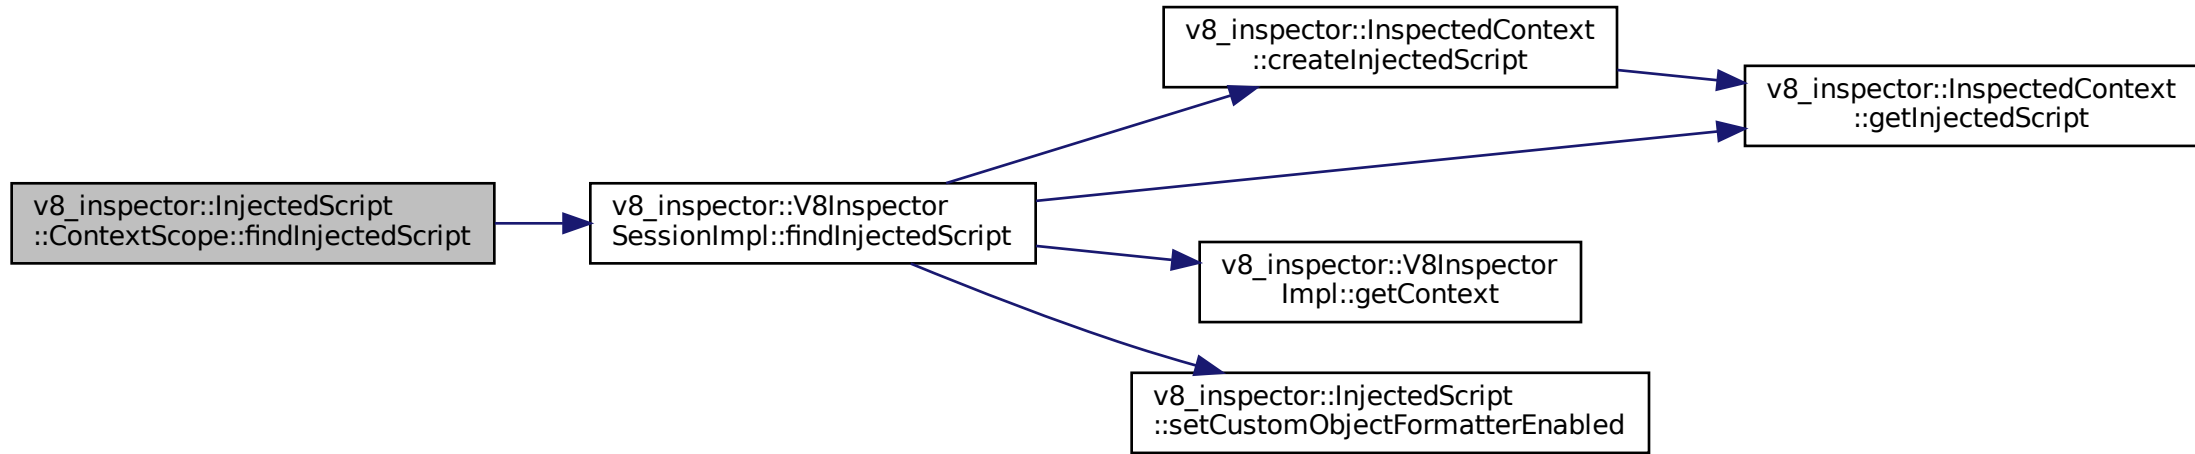 v8_inspector::InjectedScript
::ContextScope::findInjectedScript
v8_inspector::V8Inspector
SessionImpl::findInjectedScript
v8_inspector::InspectedContext
::createInjectedScript
v8_inspector::InspectedContext
::getInjectedScript
v8_inspector::V8Inspector
Impl::getContext
v8_inspector::InjectedScript
::setCustomObjectFormatterEnabled